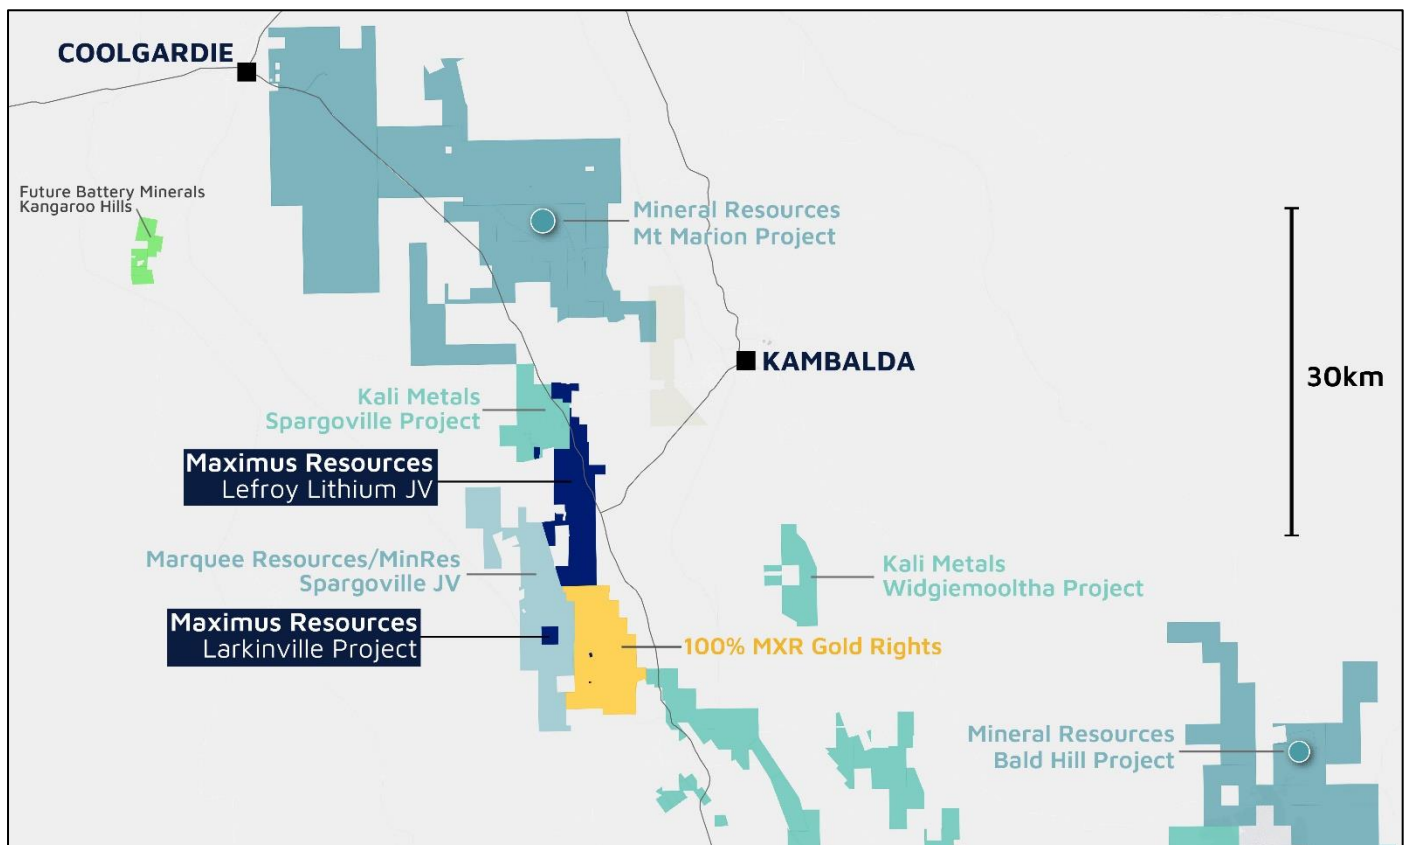 COOLGARDIE
Future Battery Minerals
Kangaroo Hills
Mineral Resources
Mt Marion Project
KAMBALDA
30km
Kali Metals
Spargoville Project
Maximus Resources
Lefroy Lithium JV
Marquee Resources/MinRes
Spargoville JV
Kali Metals
Widgiemooltha Project
Maximus Resources
Larkinville Project
100% MXR Gold Rights
Mineral Resources
Bald Hill Project